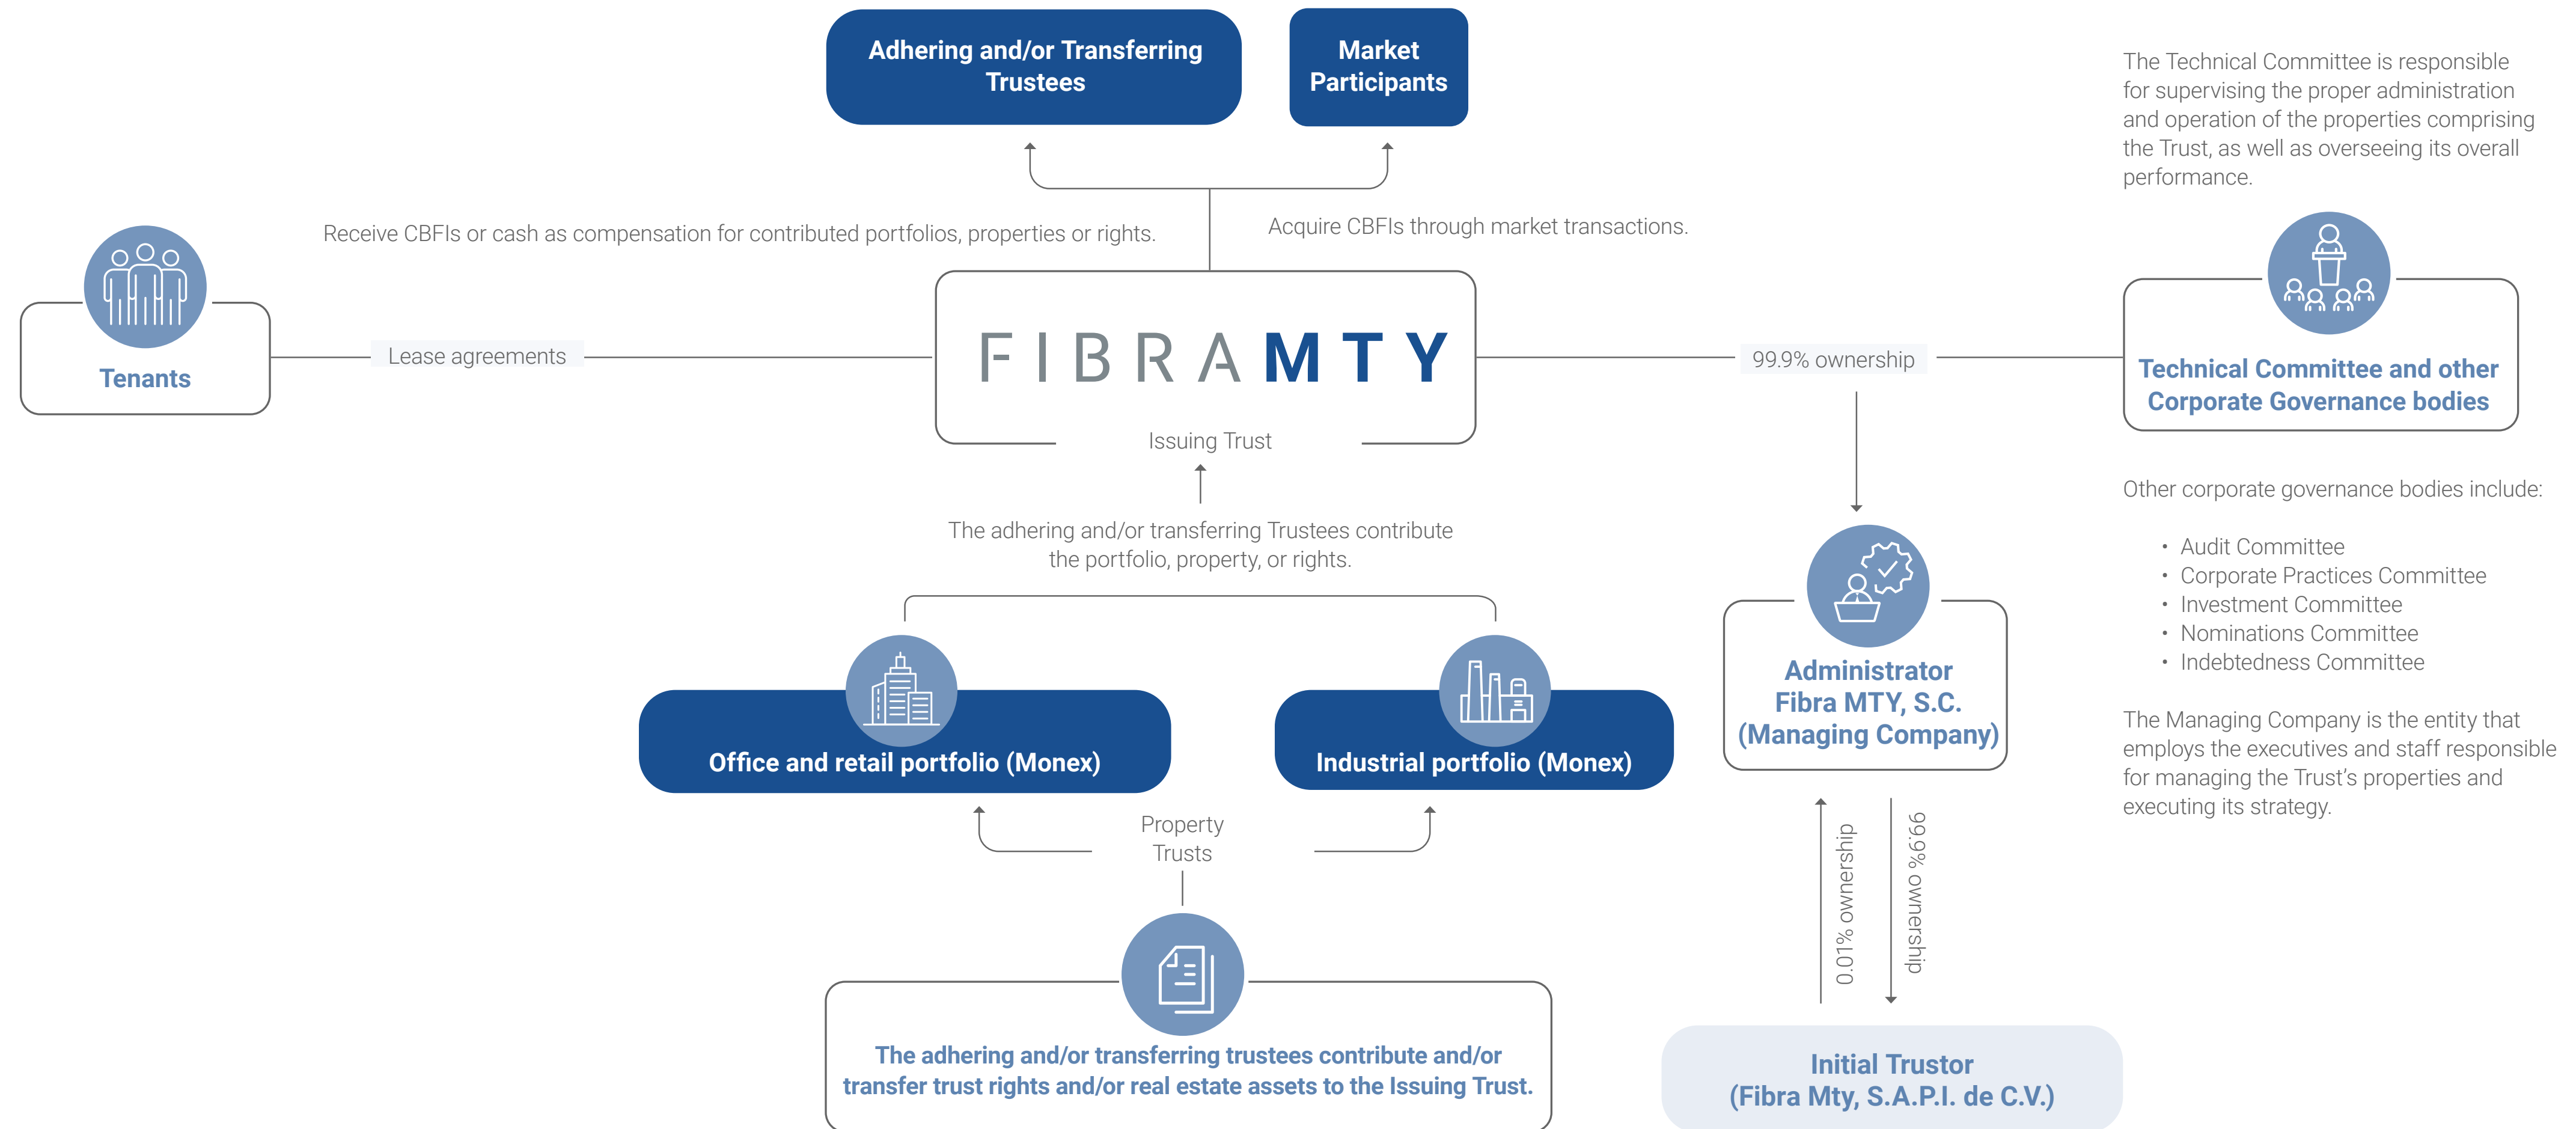 Adhering and/or Transferring
Trustees
Market
Participants
The Technical Committee is responsible
for supervising the proper administration
and operation of the properties comprising
the Trust, as well as overseeing its overall
performance.
Receive CBFIs or cash as compensation for contributed portfolios, properties or rights.
Acquire CBFIs through market transactions.
Tenants
Lease agreements
FIBRAMTY
Issuing Trust
99.9% ownership
Technical Committee and other
Corporate Governance bodies
The adhering and/or transferring Trustees contribute
the portfolio, property, or rights.
Other corporate governance bodies include:
• Audit Committee
• Corporate Practices Committee
• Investment Committee
• Nominations Committee
• Indebtedness Committee
The Managing Company is the entity that
employs the executives and staff responsible
for managing the Trust’s properties and
executing its strategy.
Office and retail portfolio (Monex)
Industrial portfolio (Monex)
Administrator
Fibra MTY, S.C.
(Managing Company)
Property
Trusts
0.01% ownership
99.9% ownership
The adhering and/or transferring trustees contribute and/or
transfer trust rights and/or real estate assets to the Issuing Trust.
Initial Trustor
(Fibra Mty, S.A.P.I. de C.V.)